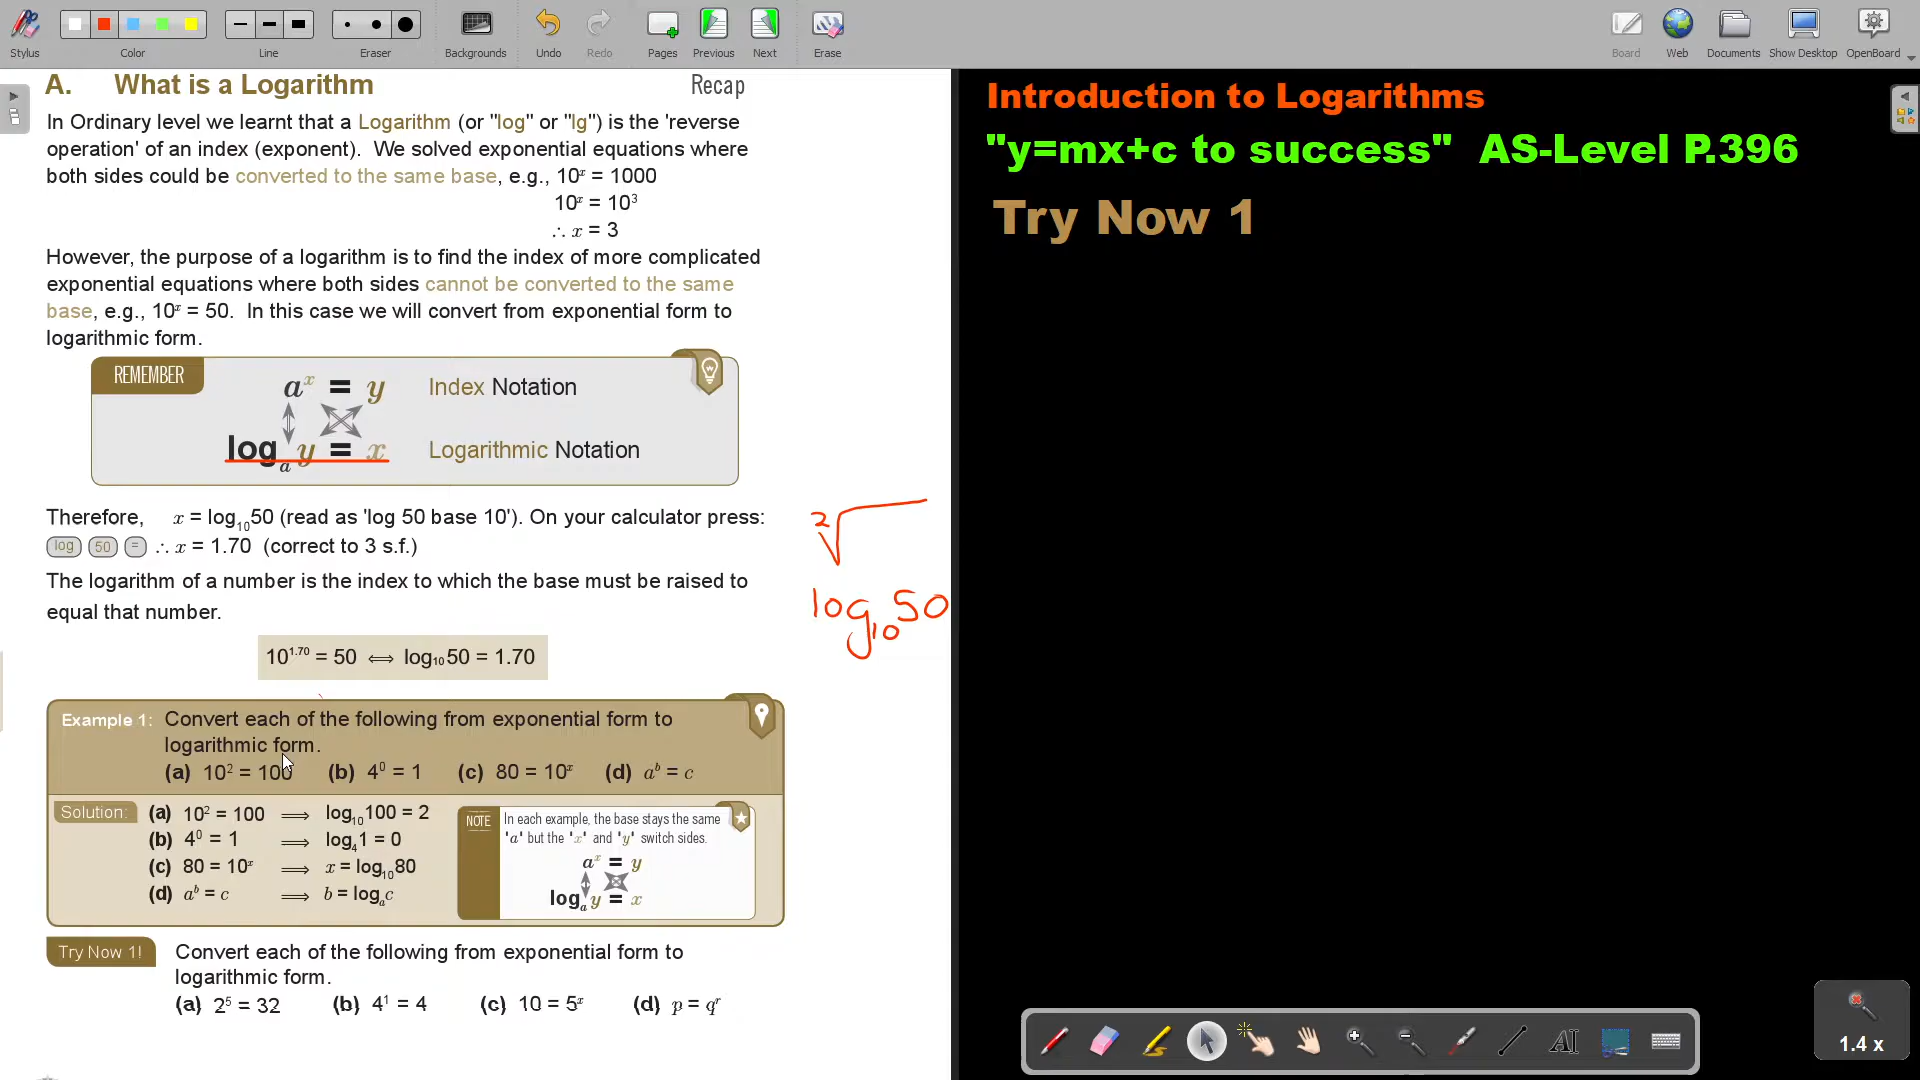 Stylus Color Line Eraser Backgrounds Undo Redo Pages Previous Next Erase Board Web Documents Show Desktop OpenBoard
A. What is a Logarithm Recap
In Ordinary level we learnt that a Logarithm (or "log" or "lg") is the 'reverse
operation' of an index (exponent). We solved exponential equations where
both sides could be converted to the same base, e.g., 10ˣ = 1000
10ˣ = 10³
∴ x = 3
However, the purpose of a logarithm is to find the index of more complicated
exponential equations where both sides cannot be converted to the same
base, e.g., 10ˣ = 50. In this case we will convert from exponential form to
logarithmic form.
REMEMBER
aˣ = y Index Notation
logₐ y = x Logarithmic Notation
Therefore, x = log₁₀50 (read as 'log 50 base 10'). On your calculator press:
log 50 = ∴ x = 1.70 (correct to 3 s.f.)
The logarithm of a number is the index to which the base must be raised to
equal that number.
10¹·⁷⁰ = 50 ⟺ log₁₀50 = 1.70
2√
log₁₀50
Example 1: Convert each of the following from exponential form to
logarithmic form.
(a) 10² = 100 (b) 4⁰ = 1 (c) 80 = 10ˣ (d) aᵇ = c
Solution: (a) 10² = 100 ⟹ log₁₀100 = 2
(b) 4⁰ = 1 ⟹ log₄1 = 0
(c) 80 = 10ˣ ⟹ x = log₁₀80
(d) aᵇ = c ⟹ b = logₐc
NOTE In each example, the base stays the same
'a' but the 'x' and 'y' switch sides.
aˣ = y
logₐ y = x
Try Now 1! Convert each of the following from exponential form to
logarithmic form.
(a) 2⁵ = 32 (b) 4¹ = 4 (c) 10 = 5ˣ (d) p = qʳ
Introduction to Logarithms
"y=mx+c to success" AS-Level P.396
Try Now 1
AI
1.4 x